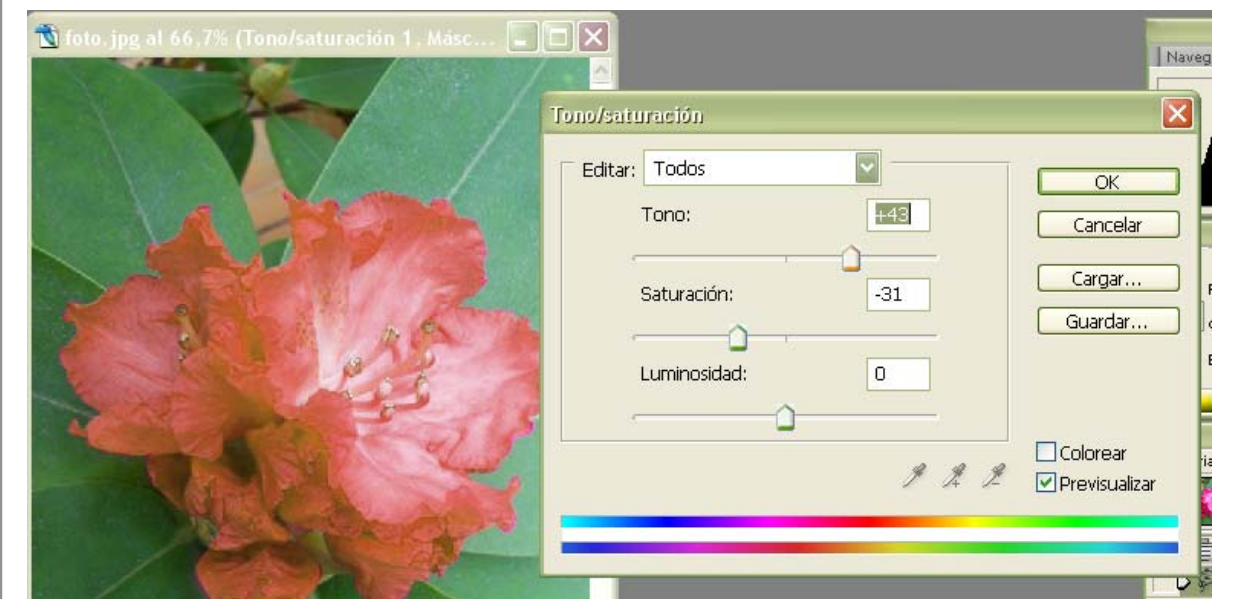 foto.jpg al 66,7% (Tono/saturación 1, Másc...
Naveg
Tono/saturación
Editar: Todos
OK
Tono: +43
Cancelar
Cargar...
Saturación: -31
Guardar...
Luminosidad: 0
Colorear
Previsualizar